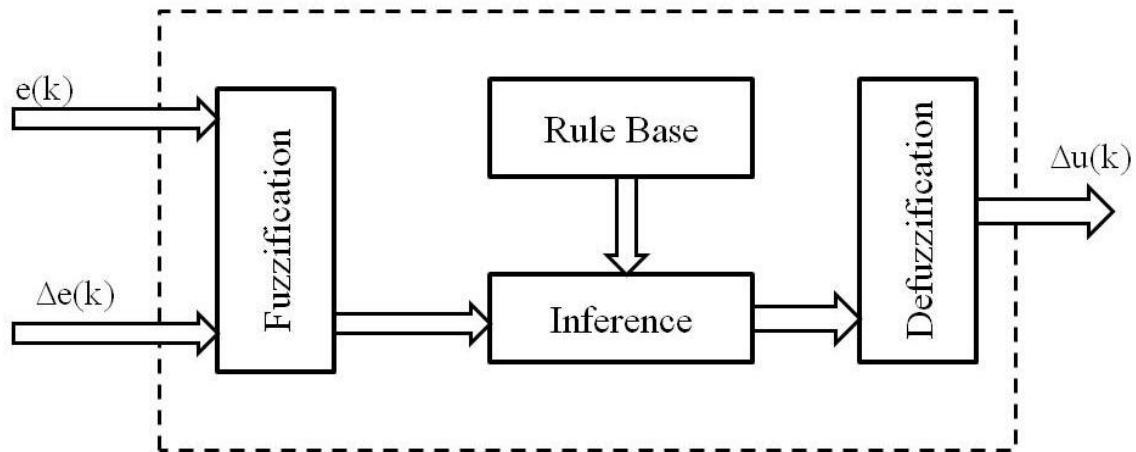 e(k)
Δe(k)
Fuzzification
Rule Base
Inference
Defuzzification
Δu(k)